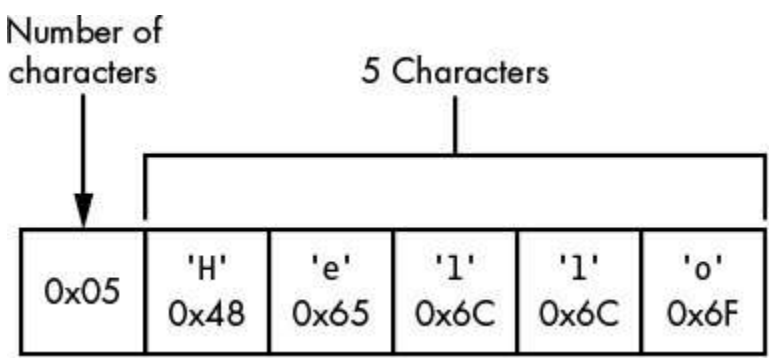 Number of
characters
5 Characters
0x05
'H' 'e' 'l' 'l' 'o'
0x48 0x65 0x6C 0x6C 0x6F